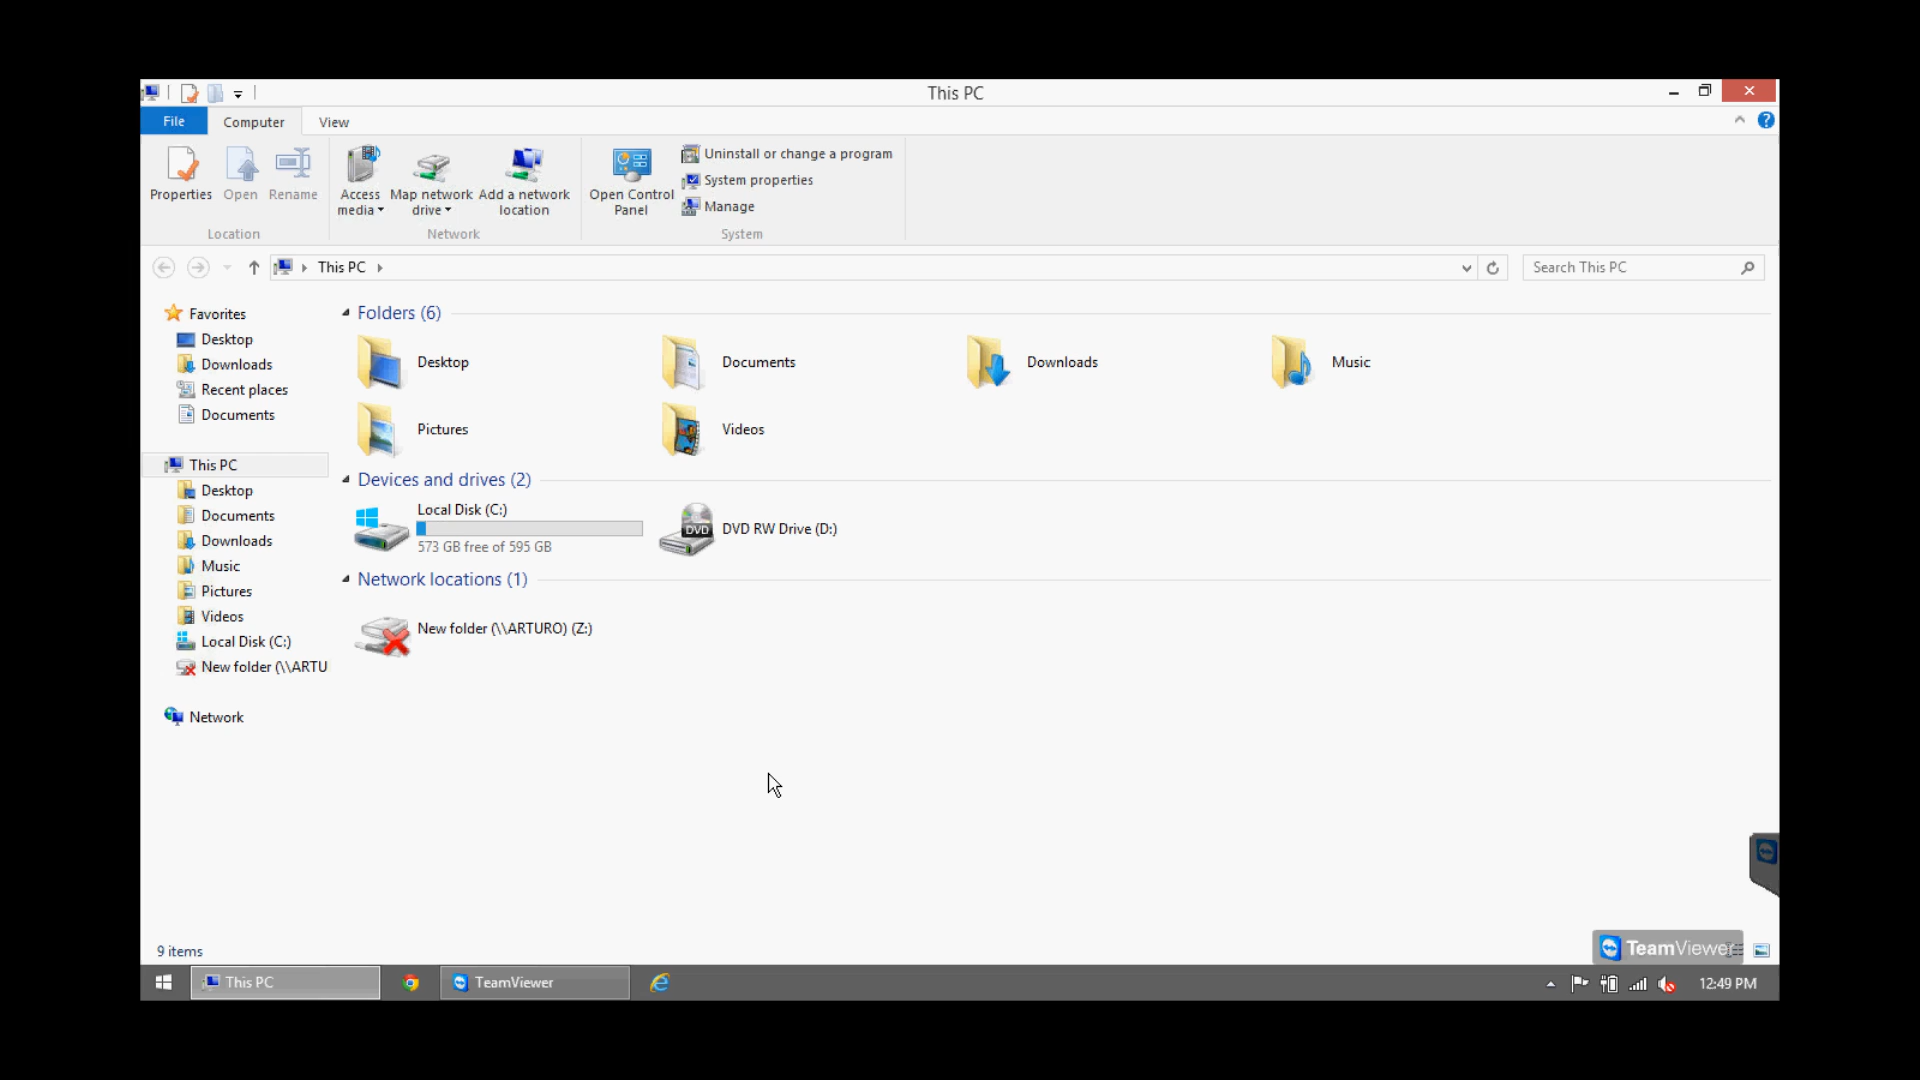 This PC
File
Computer
View
Properties
Open
Rename
Access media
Map network drive
Add a network location
Open Control Panel
Uninstall or change a program
System properties
Manage
Location
Network
System
This PC
Search This PC
Favorites
Desktop
Downloads
Recent places
Documents
This PC
Desktop
Documents
Downloads
Music
Pictures
Videos
Local Disk (C:)
New folder (\\ARTU
Network
Folders (6)
Desktop
Documents
Downloads
Music
Pictures
Videos
Devices and drives (2)
Local Disk (C:)
573 GB free of 595 GB
DVD
DVD RW Drive (D:)
Network locations (1)
New folder (\\ARTURO) (Z:)
9 items
TeamViewer
This PC
TeamViewer
12:49 PM